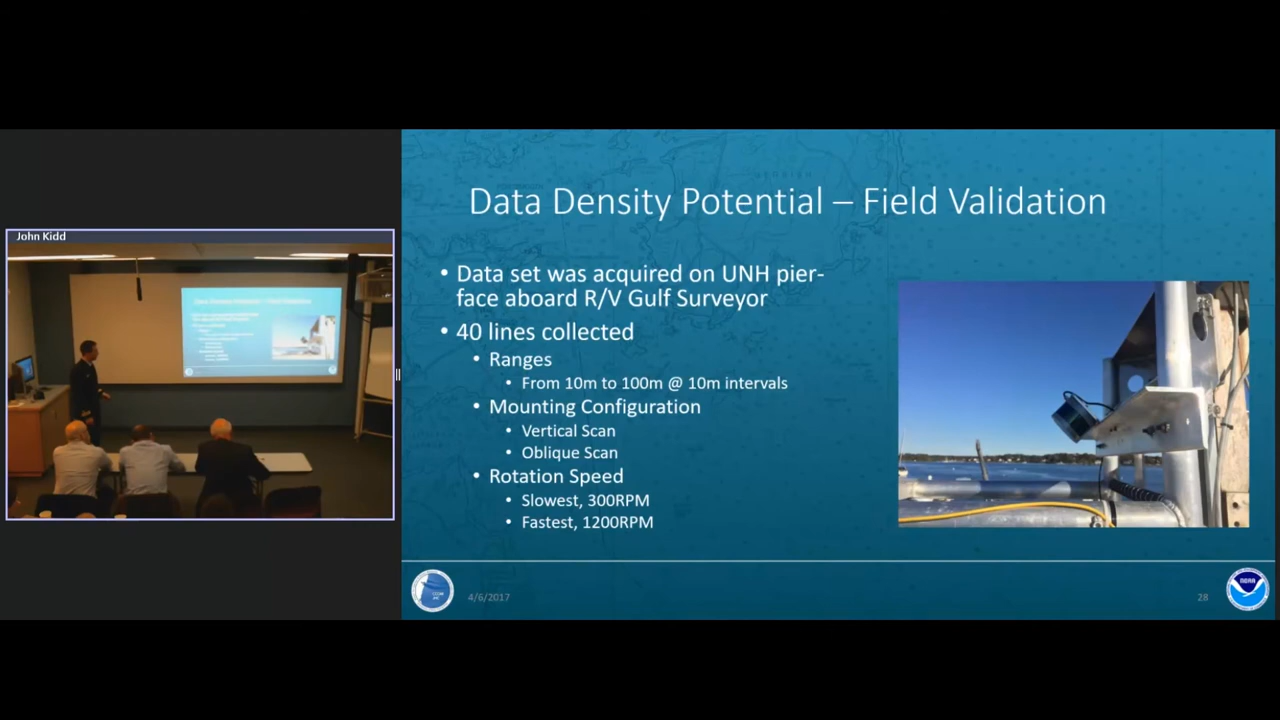 John Kidd
Data Density Potential – Field Validation
• Data set was acquired on UNH pier-
face aboard R/V Gulf Surveyor
• 40 lines collected
• Ranges
• From 10m to 100m @ 10m intervals
• Mounting Configuration
• Vertical Scan
• Oblique Scan
• Rotation Speed
• Slowest, 300RPM
• Fastest, 1200RPM
4/6/2017
28
NOAA